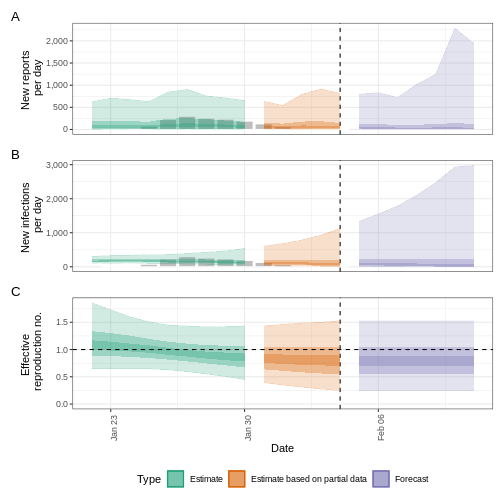 A
New reports
per day
2,000
1,500
1,000
500
0
B
New infections
per day
3,000
2,000
1,000
0
C
Effective
reproduction no.
1.5
1.0
0.5
0.0
Jan 23
Jan 30
Feb 06
Date
Type Estimate Estimate based on partial data Forecast